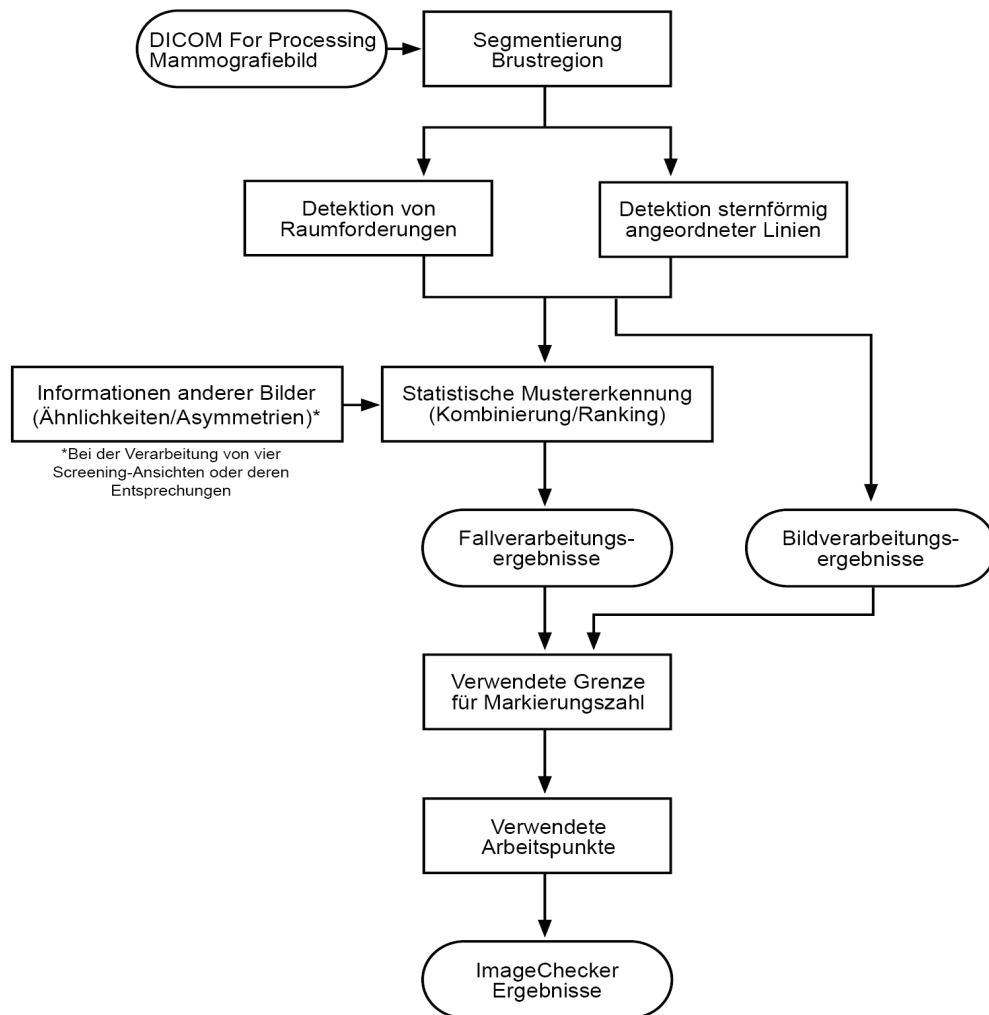 DICOM For Processing
Mammografiebild
Segmentierung
Brustregion
Detektion von
Raumforderungen
Detektion sternförmig
angeordneter Linien
Informationen anderer Bilder
(Ähnlichkeiten/Asymmetrien)*
*Bei der Verarbeitung von vier
Screening-Ansichten oder deren
Entsprechungen
Statistische Mustererkennung
(Kombinierung/Ranking)
Fallverarbeitungs-
ergebnisse
Bildverarbeitungs-
ergebnisse
Verwendete Grenze
für Markierungszahl
Verwendete
Arbeitspunkte
ImageChecker
Ergebnisse